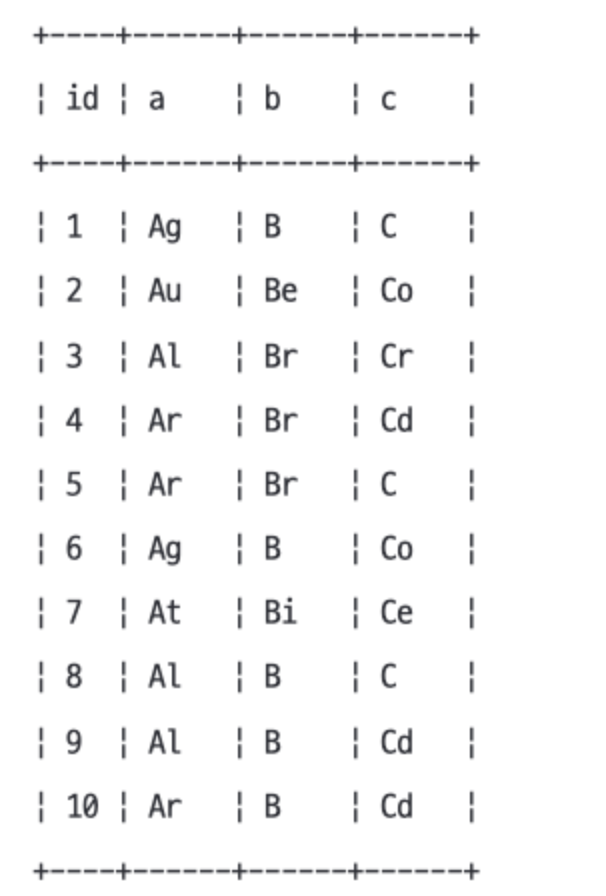 +----+------+------+------+
¦ id ¦ a    ¦ b    ¦ c    ¦
+----+------+------+------+
¦ 1  ¦ Ag   ¦ B    ¦ C    ¦
¦ 2  ¦ Au   ¦ Be   ¦ Co   ¦
¦ 3  ¦ Al   ¦ Br   ¦ Cr   ¦
¦ 4  ¦ Ar   ¦ Br   ¦ Cd   ¦
¦ 5  ¦ Ar   ¦ Br   ¦ C    ¦
¦ 6  ¦ Ag   ¦ B    ¦ Co   ¦
¦ 7  ¦ At   ¦ Bi   ¦ Ce   ¦
¦ 8  ¦ Al   ¦ B    ¦ C    ¦
¦ 9  ¦ Al   ¦ B    ¦ Cd   ¦
¦ 10 ¦ Ar   ¦ B    ¦ Cd   ¦
+----+------+------+------+